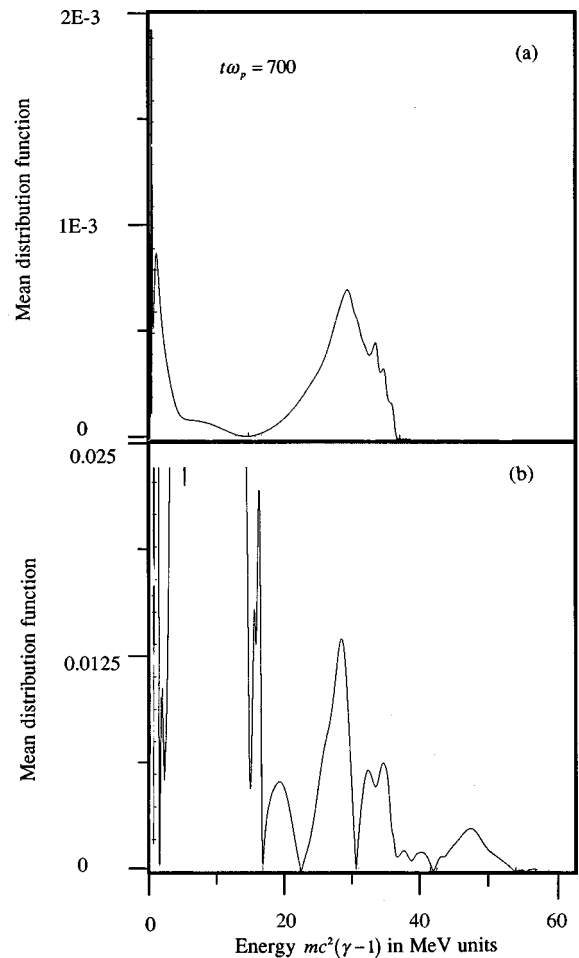 2E-3
(a)
tωₚ = 700
Mean distribution function
1E-3
0
0.025
(b)
Mean distribution function
0.0125
0
0 20 40 60
Energy mc²(γ−1) in MeV units